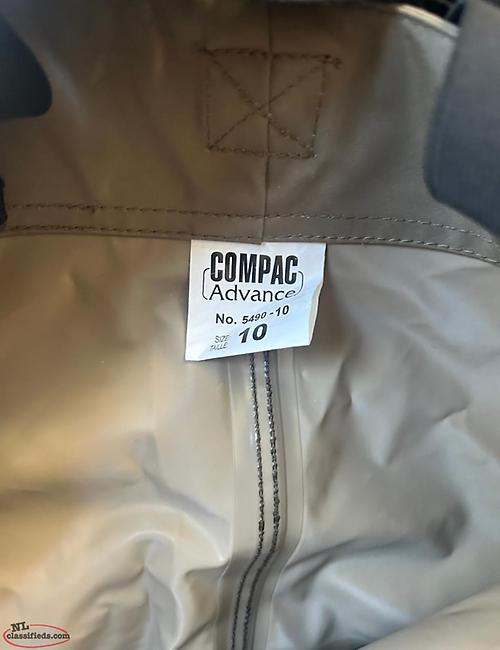 COMPAC
Advance
No. 5490-10
SIZE
TAILLE
10
NL
classifieds.com